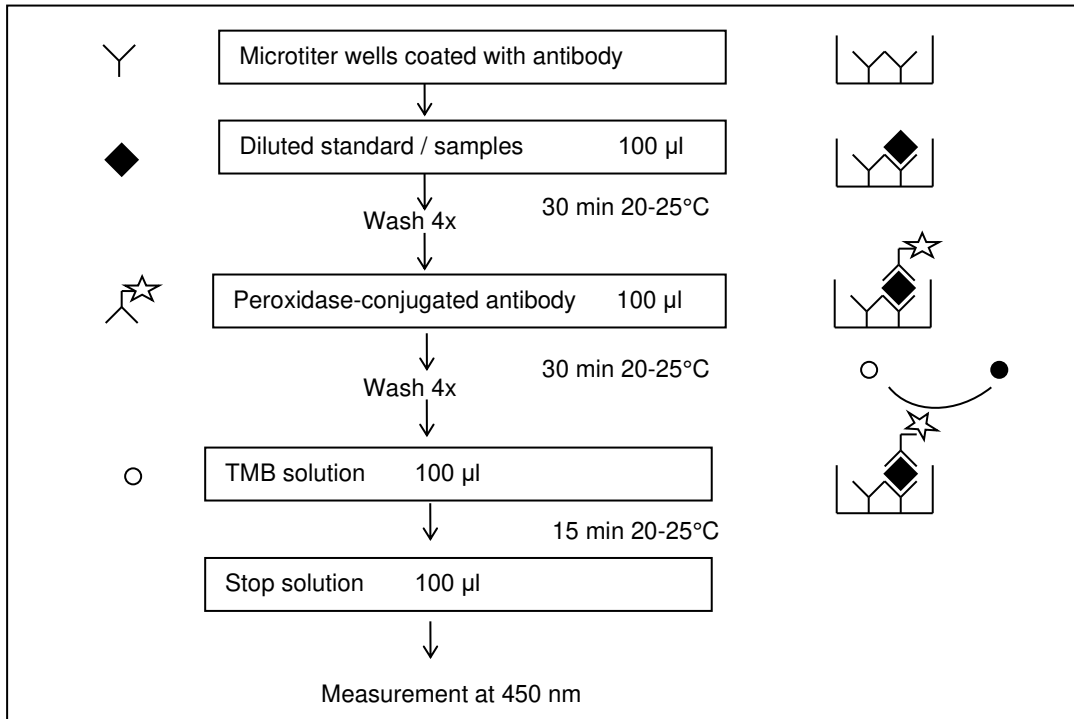 Microtiter wells coated with antibody
Diluted standard / samples 100 µl
30 min 20-25°C
Wash 4x
Peroxidase-conjugated antibody 100 µl
30 min 20-25°C
Wash 4x
TMB solution 100 µl
15 min 20-25°C
Stop solution 100 µl
Measurement at 450 nm